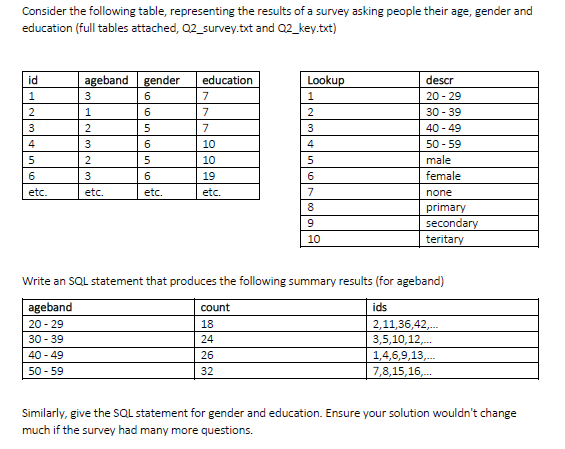 Consider the following table, representing the results of a survey asking people their age, gender and
education (full tables attached, Q2_survey.txt and Q2_key.txt)
id ageband gender education
1 3 6 7
2 1 6 7
3 2 5 7
4 3 6 10
5 2 5 10
6 3 6 19
etc. etc. etc. etc.
Lookup descr
1 20 - 29
2 30 - 39
3 40 - 49
4 50 - 59
5 male
6 female
7 none
8 primary
9 secondary
10 teritary
Write an SQL statement that produces the following summary results (for ageband)
ageband count ids
20 - 29 18 2,11,36,42,...
30 - 39 24 3,5,10,12,...
40 - 49 26 1,4,6,9,13,...
50 - 59 32 7,8,15,16,...
Similarly, give the SQL statement for gender and education. Ensure your solution wouldn't change
much if the survey had many more questions.